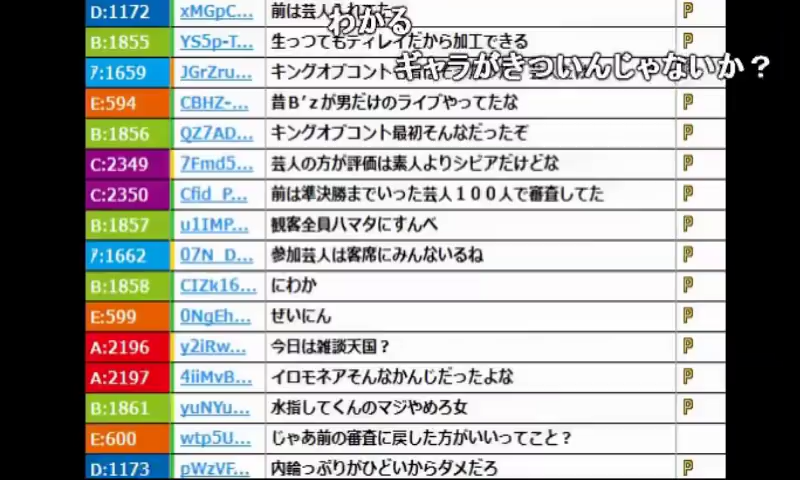 D:1172 xMGpC... 前は芸人入れてた P
わかる
B:1855 YS5p-T... 生っつてもディレイだから加工できる P
ギャラがきついんじゃないか？
ｱ:1659 JGrZru... キングオブコント P
E:594 CBHZ-... 昔Ｂ’ｚが男だけのライブやってたな P
B:1856 QZ7AD... キングオブコント最初そんなだったぞ P
C:2349 7Fmd5... 芸人の方が評価は素人よりシビアだけどな P
C:2350 Cfid_P... 前は準決勝までいった芸人１００人で審査してた P
B:1857 u1IMP... 観客全員ハマタにすんべ P
ｱ:1662 07N_D... 参加芸人は客席にみんないるね P
B:1858 CIZk16... にわか P
E:599 0NgEh... ぜいにん P
A:2196 y2iRw... 今日は雑談天国？ P
A:2197 4iiMvB... イロモネアそんなかんじだったよな P
B:1861 yuNYu... 水指してくんのマジやめろ女 P
E:600 wtp5U... じゃあ前の審査に戻した方がいいってこと？
D:1173 pWzVF... 内輪っぷりがひどいからダメだろ P